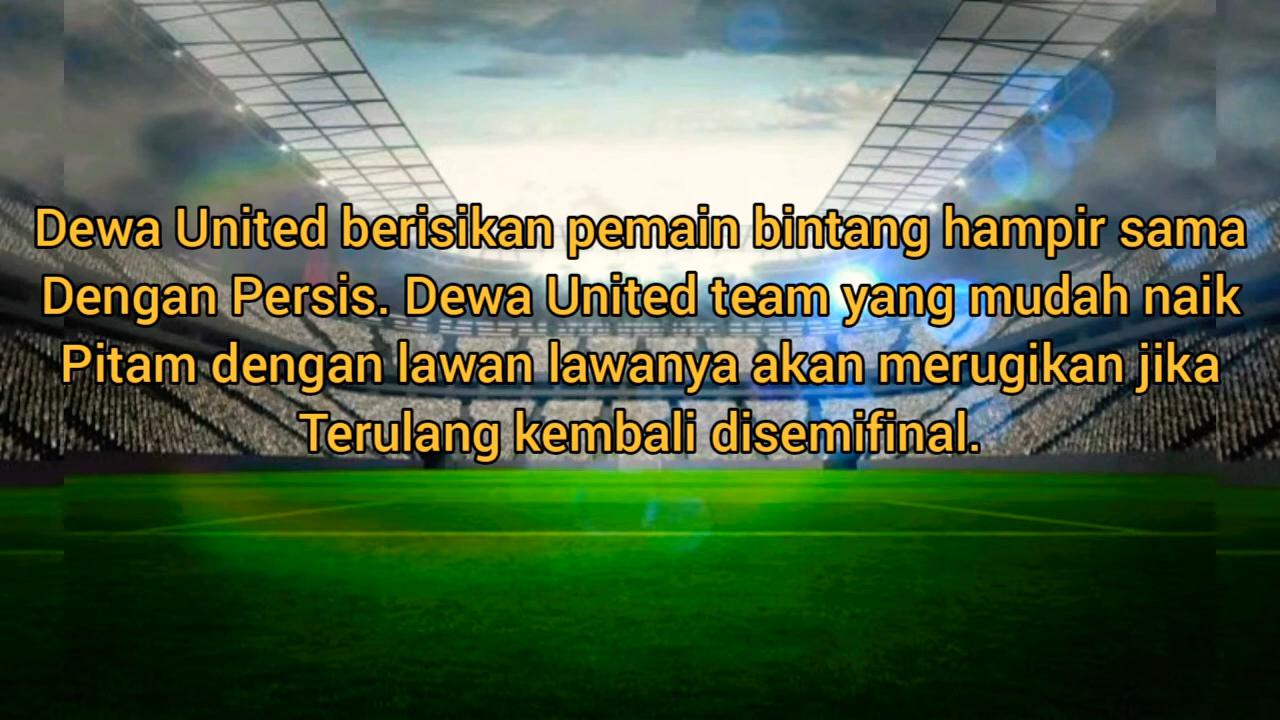 Dewa United berisikan pemain bintang hampir sama
Dengan Persis. Dewa United team yang mudah naik
Pitam dengan lawan lawanya akan merugikan jika
Terulang kembali disemifinal.